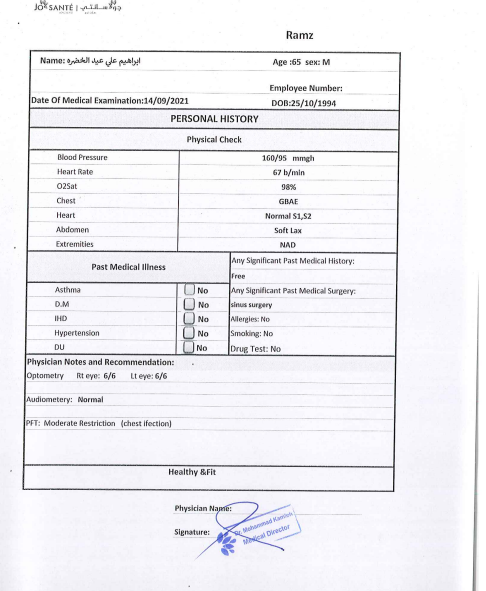 JO SANTÉ | جو سانتي
Ramz
Name: ابراهيم علي عبد الخضره Age :65 sex: M
Employee Number:
Date Of Medical Examination:14/09/2021 DOB:25/10/1994
PERSONAL HISTORY
Physical Check
Blood Pressure 160/95 mmgh
Heart Rate 67 b/min
O2Sat 98%
Chest GBAE
Heart Normal S1,S2
Abdomen Soft Lax
Extremities NAD
Past Medical Illness
Any Significant Past Medical History:
Free
Asthma No
D.M No
IHD No
Hypertension No
DU No
Any Significant Past Medical Surgery:
sinus surgery
Allergies: No
Smoking: No
Drug Test: No
Physician Notes and Recommendation:
Optometry Rt eye: 6/6 Lt eye: 6/6
Audiometery: Normal
PFT: Moderate Restriction (chest ifection)
Healthy &Fit
Physician Name:
Signature:
Dr. Mohammad
Medical Director